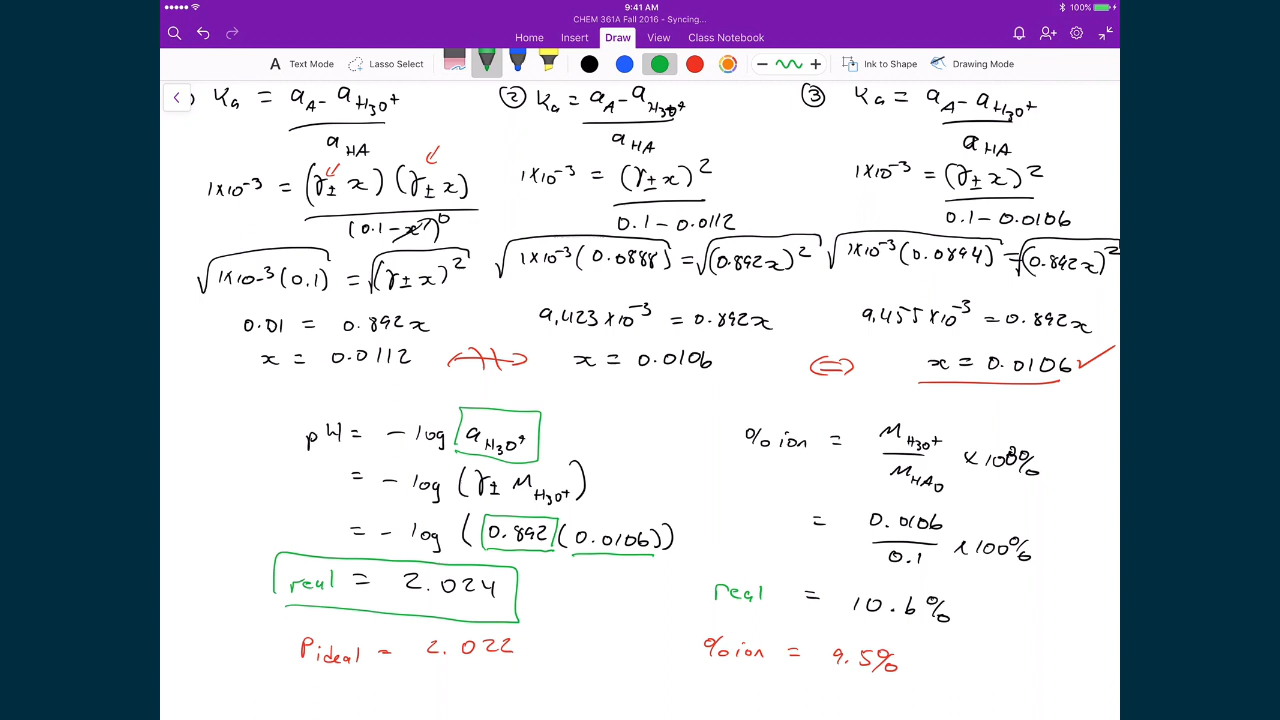 9:41 AM
100%
CHEM 361A Fall 2016 - Syncing...
Home Insert Draw View Class Notebook
A Text Mode Lasso Select Ink to Shape Drawing Mode
) Ka = aA- aH3O+ / aHA
1x10-3 = (γ± x) (γ± x) / (0.1 - x) 0
√1x10-3 (0.1) = √(γ± x)2
0.01 = 0.892x
x = 0.0112
② Ka = aA- aH3O+ / aHA
1x10-3 = (γ± x)2 / 0.1 - 0.0112
√1x10-3 (0.0888) = √(0.892x)2
9.423x10-3 = 0.892x
x = 0.0106
③ Ka = aA- aH3O+ / aHA
1x10-3 = (γ± x)2 / 0.1 - 0.0106
√1x10-3 (0.0894) = √(0.892x)2
9.455x10-3 = 0.892x
x = 0.0106 ✓
pH = - log aH3O+
= - log (γ± MH3O+)
= - log (0.892 (0.0106))
real = 2.024
Pideal = 2.022
% ion = MH3O+ / MHA0 x 100%
= 0.0106 / 0.1 x 100%
real = 10.6%
% ion = 9.5%